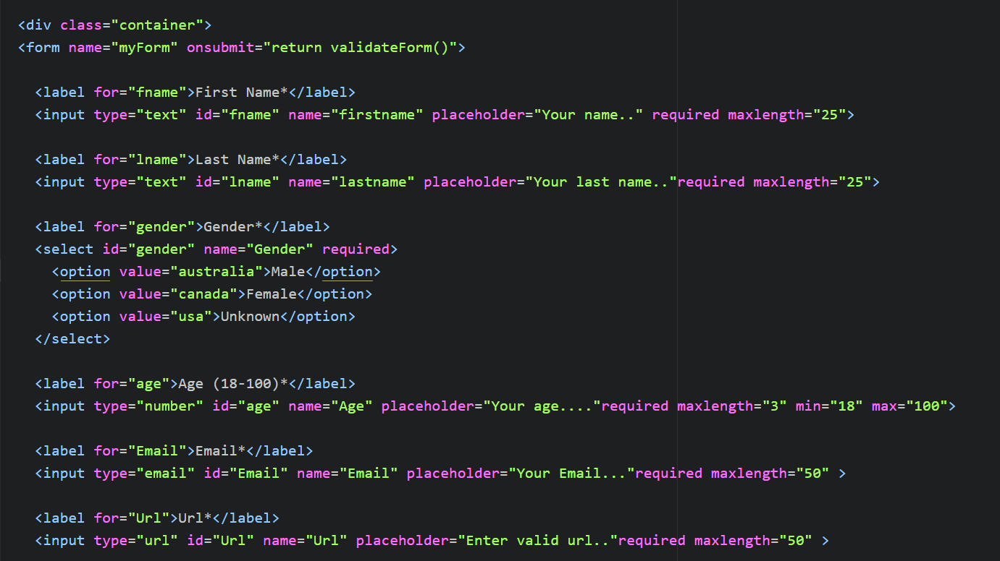 <div class="container">
<form name="myForm" onsubmit="return validateForm()">
<label for="fname">First Name*</label>
<input type="text" id="fname" name="firstname" placeholder="Your name.." required maxlength="25">
<label for="lname">Last Name*</label>
<input type="text" id="lname" name="lastname" placeholder="Your last name.."required maxlength="25">
<label for="gender">Gender*</label>
<select id="gender" name="Gender" required>
<option value="australia">Male</option>
<option value="canada">Female</option>
<option value="usa">Unknown</option>
</select>
<label for="age">Age (18-100)*</label>
<input type="number" id="age" name="Age" placeholder="Your age...."required maxlength="3" min="18" max="100">
<label for="Email">Email*</label>
<input type="email" id="Email" name="Email" placeholder="Your Email..."required maxlength="50" >
<label for="Url">Url*</label>
<input type="url" id="Url" name="Url" placeholder="Enter valid url.."required maxlength="50" >